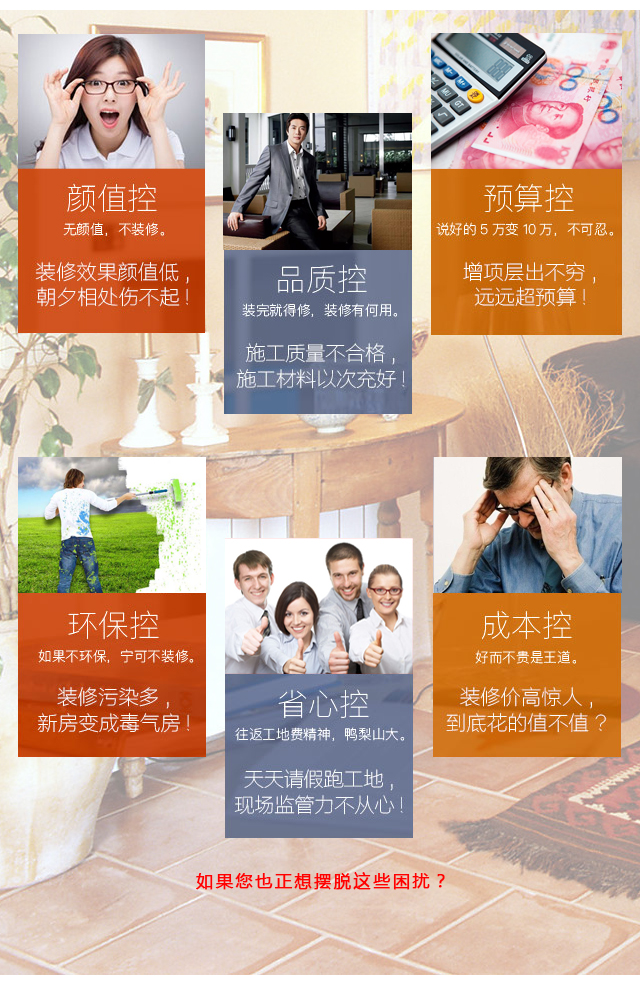 颜值控
无颜值，不装修。
装修效果颜值低，
朝夕相处伤不起！
品质控
装完就得修，装修有何用。
施工质量不合格，
施工材料以次充好！
预算控
说好的 5 万变 10 万，不可忍。
增项层出不穷，
远远超预算！
环保控
如果不环保，宁可不装修。
装修污染多，
新房变成毒气房！
省心控
往返工地费精神，鸭梨山大。
天天请假跑工地，
现场监管力不从心！
成本控
好而不贵是王道。
装修价高惊人，
到底花的值不值？
如果您也正想摆脱这些困扰？